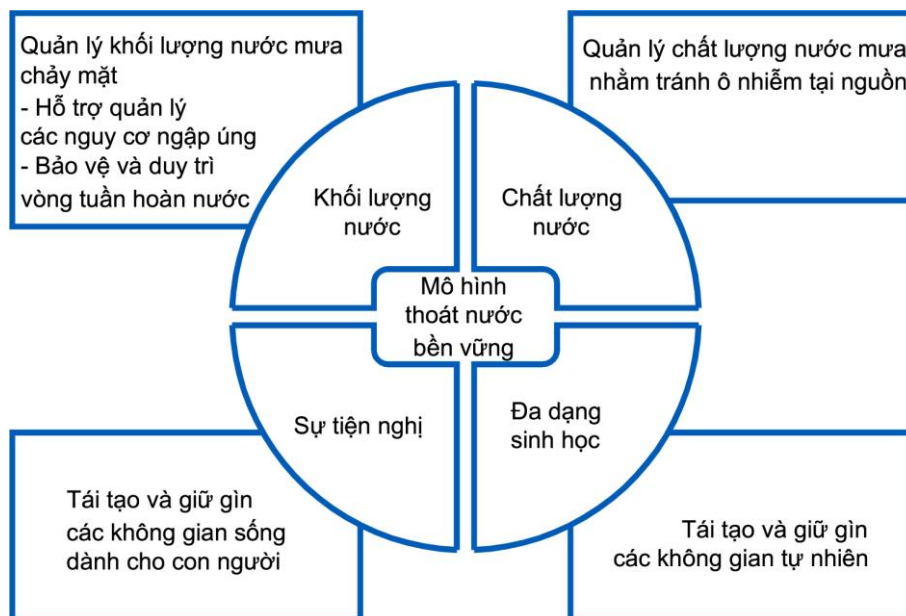 Quản lý khối lượng nước mưa
chảy mặt
- Hỗ trợ quản lý
các nguy cơ ngập úng
- Bảo vệ và duy trì
vòng tuần hoàn nước
Quản lý chất lượng nước mưa
nhằm tránh ô nhiễm tại nguồn
Khối lượng
nước
Chất lượng
nước
Mô hình
thoát nước
bền vững
Sự tiện nghị
Đa dạng
sinh học
Tái tạo và giữ gìn
các không gian sống
dành cho con người
Tái tạo và giữ gìn
các không gian tự nhiên